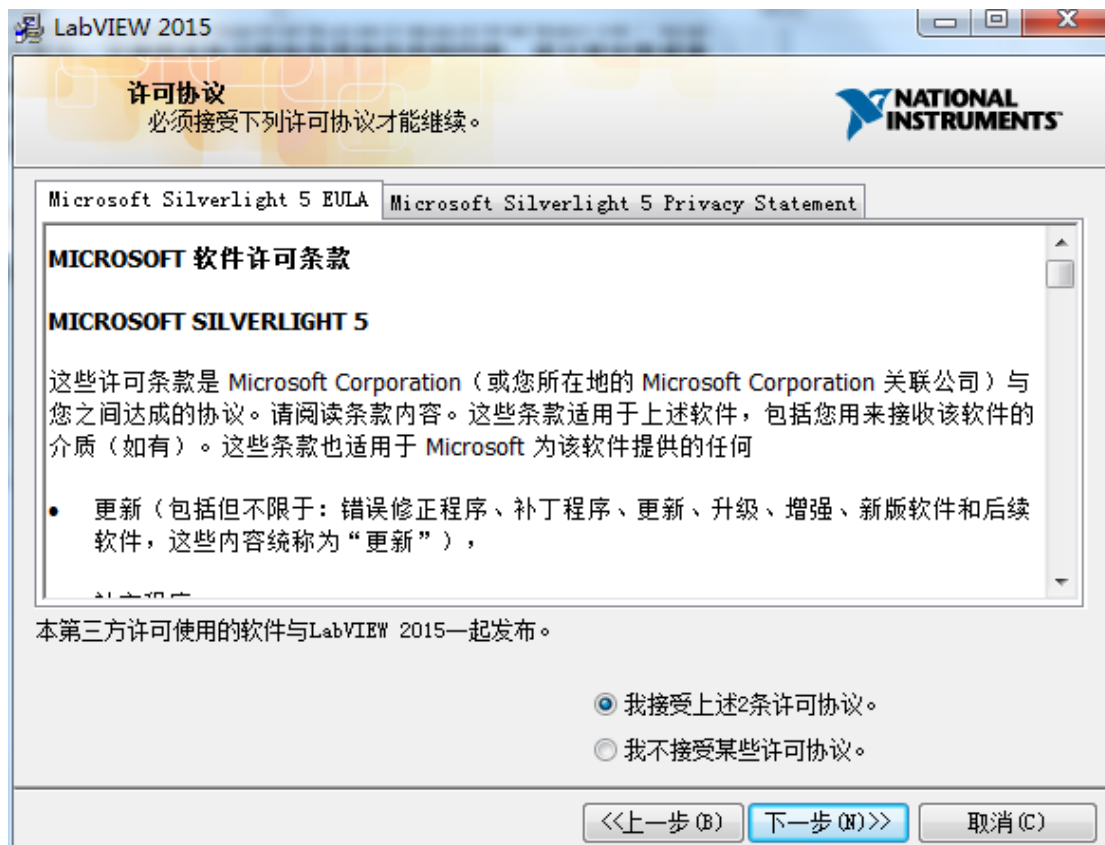 LabVIEW 2015
许可协议
必须接受下列许可协议才能继续。
NATIONAL
INSTRUMENTS™
Microsoft Silverlight 5 EULA
Microsoft Silverlight 5 Privacy Statement
MICROSOFT 软件许可条款
MICROSOFT SILVERLIGHT 5
这些许可条款是 Microsoft Corporation（或您所在地的 Microsoft Corporation 关联公司）与
您之间达成的协议。请阅读条款内容。这些条款适用于上述软件，包括您用来接收该软件的
介质（如有）。这些条款也适用于 Microsoft 为该软件提供的任何
• 更新（包括但不限于：错误修正程序、补丁程序、更新、升级、增强、新版软件和后续
软件，这些内容统称为“更新”），
本第三方许可使用的软件与LabVIEW 2015一起发布。
我接受上述2条许可协议。
我不接受某些许可协议。
<<上一步(B)
下一步(N)>>
取消(C)